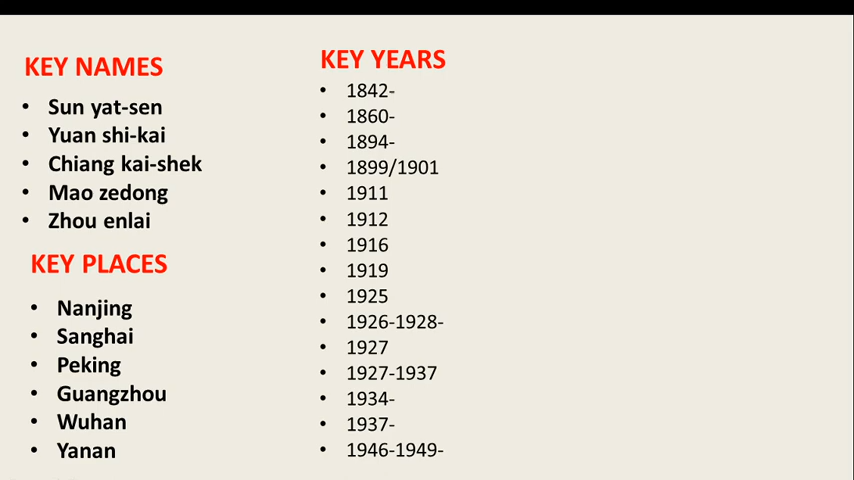 KEY NAMES
• Sun yat-sen
• Yuan shi-kai
• Chiang kai-shek
• Mao zedong
• Zhou enlai
KEY PLACES
• Nanjing
• Sanghai
• Peking
• Guangzhou
• Wuhan
• Yanan
KEY YEARS
• 1842-
• 1860-
• 1894-
• 1899/1901
• 1911
• 1912
• 1916
• 1919
• 1925
• 1926-1928-
• 1927
• 1927-1937
• 1934-
• 1937-
• 1946-1949-